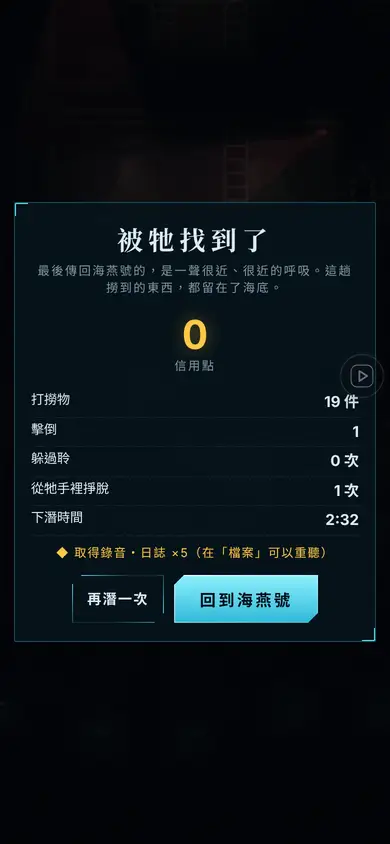 被牠找到了
最後傳回海燕號的，是一聲很近、很近的呼吸。這趟
撈到的東西，都留在了海底。
0
信用點
打撈物 19 件
擊倒 1
躲過聆 0 次
從牠手裡掙脫 1 次
下潛時間 2:32
◆ 取得錄音・日誌 ×5（在「檔案」可以重聽）
再潛一次 回到海燕號